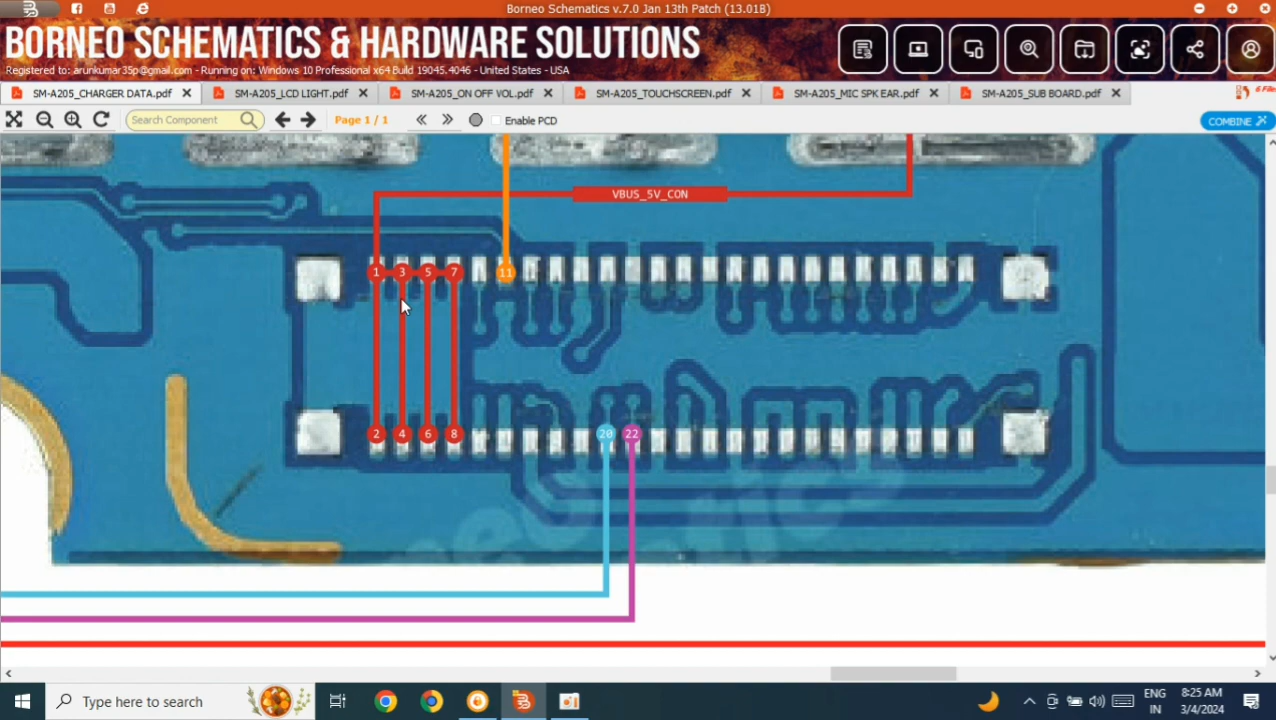 Borneo Schematics v.7.0 Jan 13th Patch (13.018)
BORNEO SCHEMATICS & HARDWARE SOLUTIONS
Registered to: arunkumar35p@gmail.com - Running on: Windows 10 Professional x64 Build 19045.4046 - United States - USA
SM-A205_CHARGER DATA.pdf
SM-A205_LCD LIGHT.pdf
SM-A205_ON OFF VOL.pdf
SM-A205_TOUCHSCREEN.pdf
SM-A205_MIC SPK EAR.pdf
SM-A205_SUB BOARD.pdf
6 File
Search Component
Page 1 / 1
Enable PCD
COMBINE
VBUS_5V_CON
1 3 5 7 11
2 4 6 8 20 22
Type here to search
ENG
IN
8:25 AM
3/4/2024